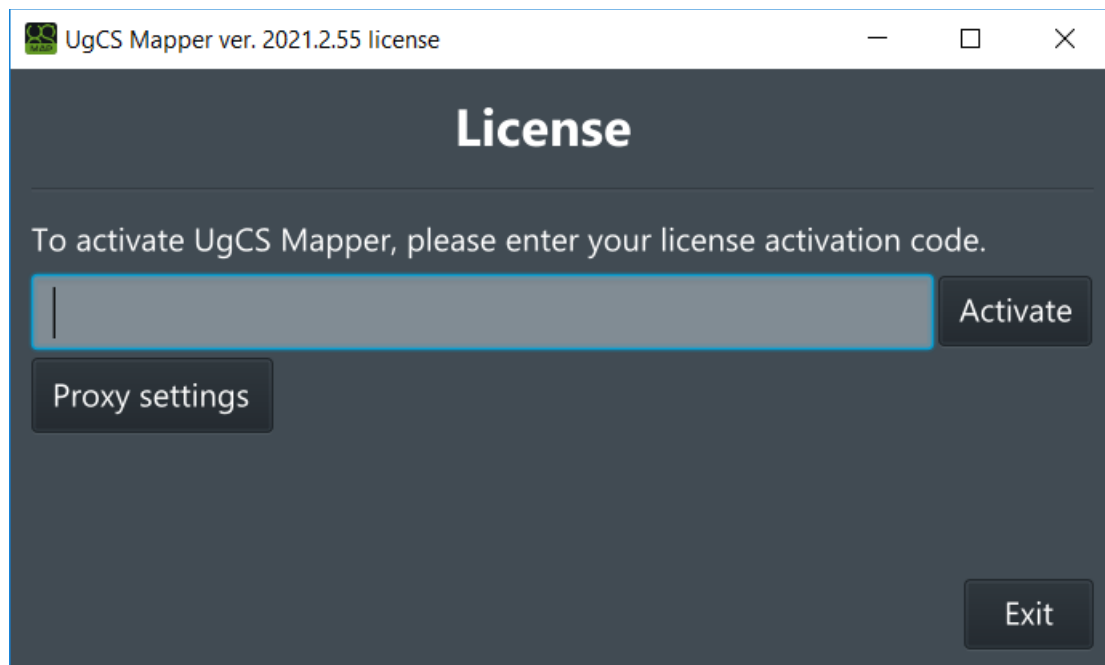 UgCS Mapper ver. 2021.2.55 license
License
To activate UgCS Mapper, please enter your license activation code.
Activate
Proxy settings
Exit